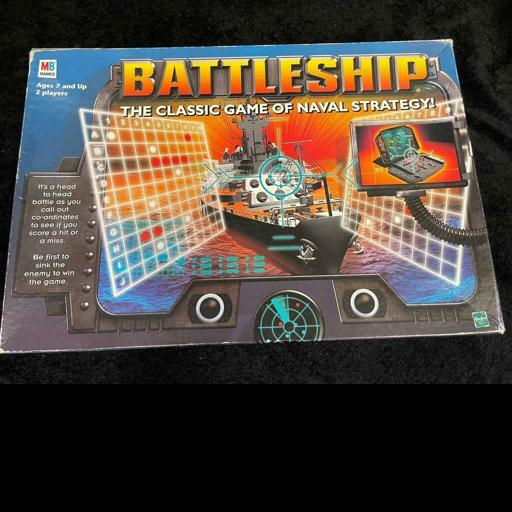 MB
GAMES
Ages 7 and Up
2 players
BATTLESHIP
THE CLASSIC GAME OF NAVAL STRATEGY!
It's a head
to head
battle as you
call out
co-ordinates
to see if you
score a hit or
a miss.
Be first to
sink the
enemy to win
the game.